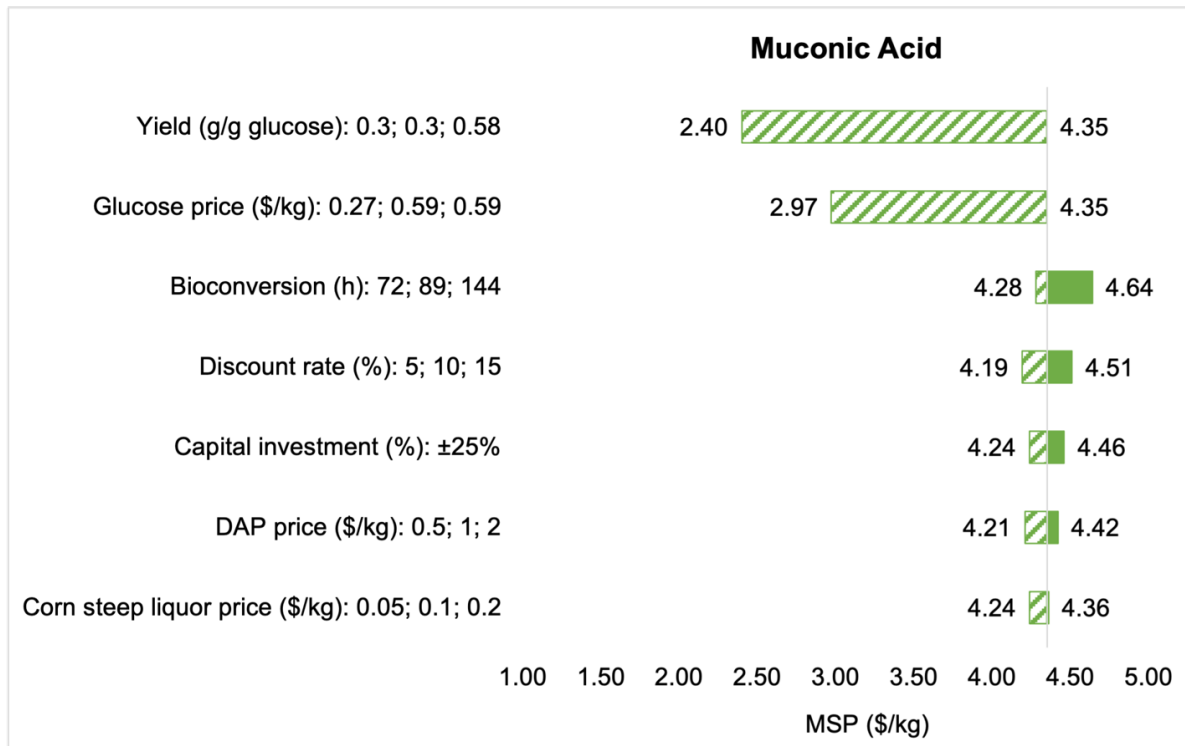 Muconic Acid
Yield (g/g glucose): 0.3; 0.3; 0.58
2.40
4.35
Glucose price ($/kg): 0.27; 0.59; 0.59
2.97
4.35
Bioconversion (h): 72; 89; 144
4.28
4.64
Discount rate (%): 5; 10; 15
4.19
4.51
Capital investment (%): ±25%
4.24
4.46
DAP price ($/kg): 0.5; 1; 2
4.21
4.42
Corn steep liquor price ($/kg): 0.05; 0.1; 0.2
4.24
4.36
1.00 1.50 2.00 2.50 3.00 3.50 4.00 4.50 5.00
MSP ($/kg)